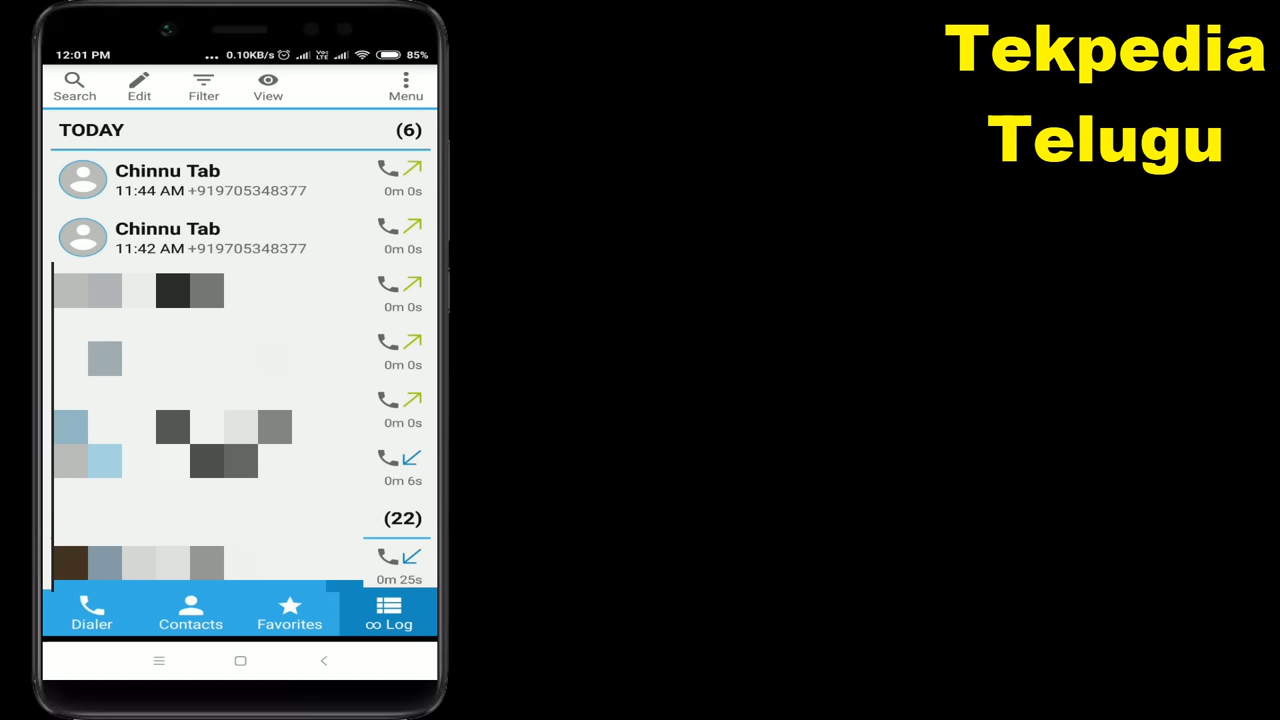 12:01 PM ... 0.10KB/s Vo) LTE 85%
Search Edit Filter View Menu
TODAY (6)
Chinnu Tab
11:44 AM +919705348377
0m 0s
Chinnu Tab
11:42 AM +919705348377
0m 0s
0m 0s
0m 0s
0m 0s
0m 6s
(22)
0m 25s
Dialer Contacts Favorites ∞ Log
Tekpedia
Telugu